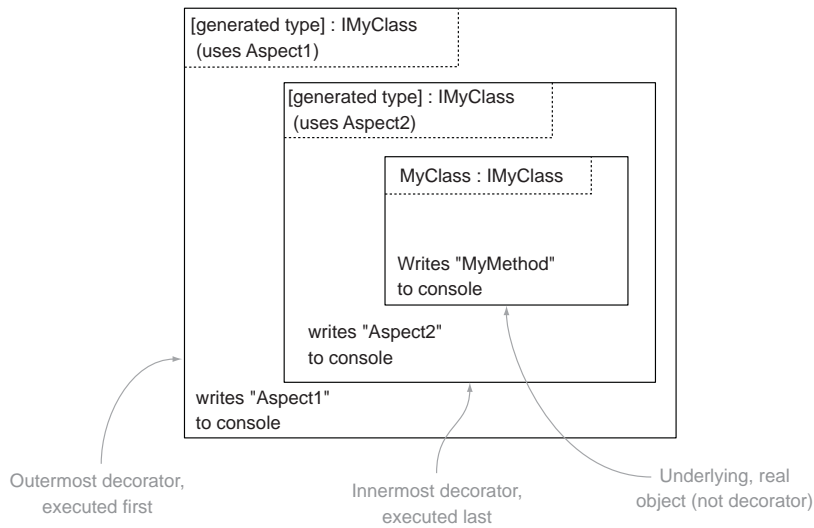 [generated type] : IMyClass
(uses Aspect1)
[generated type] : IMyClass
(uses Aspect2)
MyClass : IMyClass
Writes "MyMethod"
to console
writes "Aspect2"
to console
writes "Aspect1"
to console
Outermost decorator,
executed first
Innermost decorator,
executed last
Underlying, real
object (not decorator)